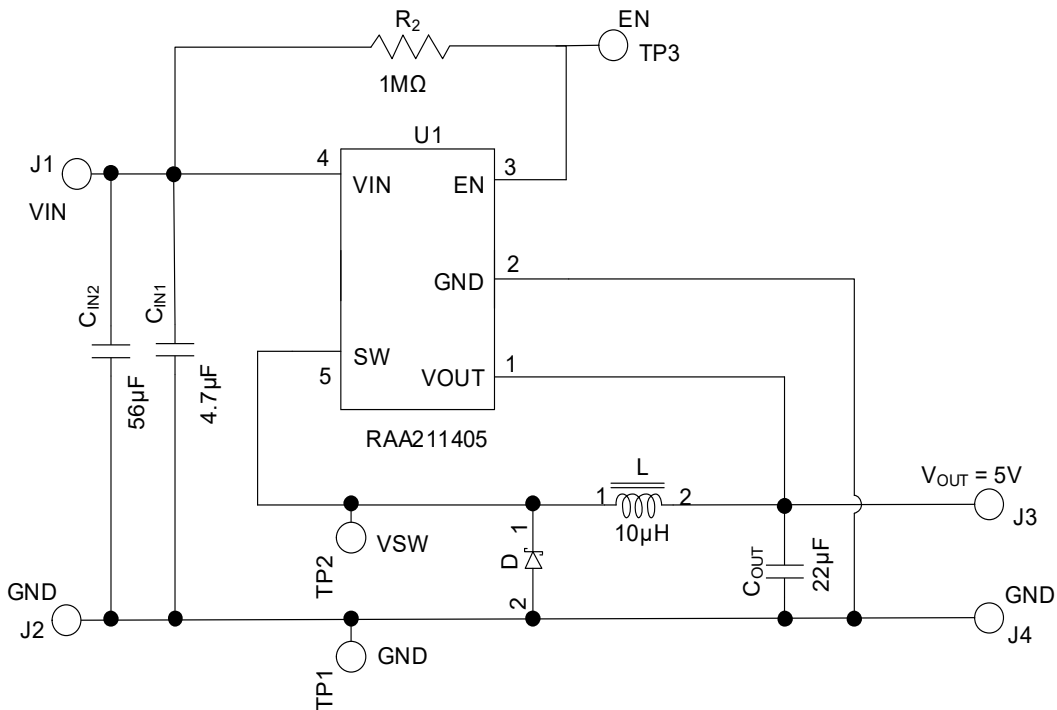 R2
1MΩ
EN
TP3
U1
J1
VIN
4
VIN
EN
3
GND
2
SW
5
VOUT
1
RAA211405
CIN2
56µF
CIN1
4.7µF
L
1
2
10µH
VOUT = 5V
J3
TP2
VSW
1
D
2
COUT
22µF
GND
J2
TP1
GND
GND
J4